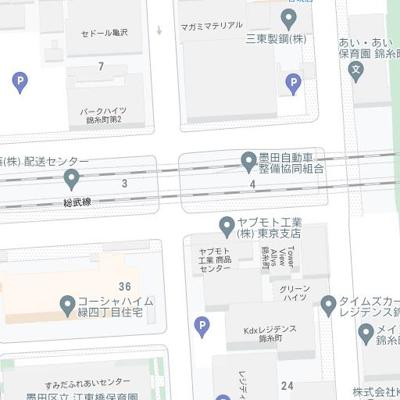 セドール亀沢
マガミマテリアル
三東製鋼(株)
あい・あい
保育園 錦糸町
7
P
P
パークハイツ
錦糸町第2
(株) 配送センター
3
総武線
墨田自動車
整備協同組合
4
ヤブモト工業
(株) 東京支店
ヤブモト
工業 商品
センター
Tower
View
Allys
錦糸町
グリーン
ハイツ
36
コーシャハイム
緑四丁目住宅
P
Kdxレジデンス
錦糸町
タイムズカー
レジデンス錦
メイ
錦糸町
すみだふれあいセンター
墨田区立 江東橋保育園
レジディ
24
株式会社K